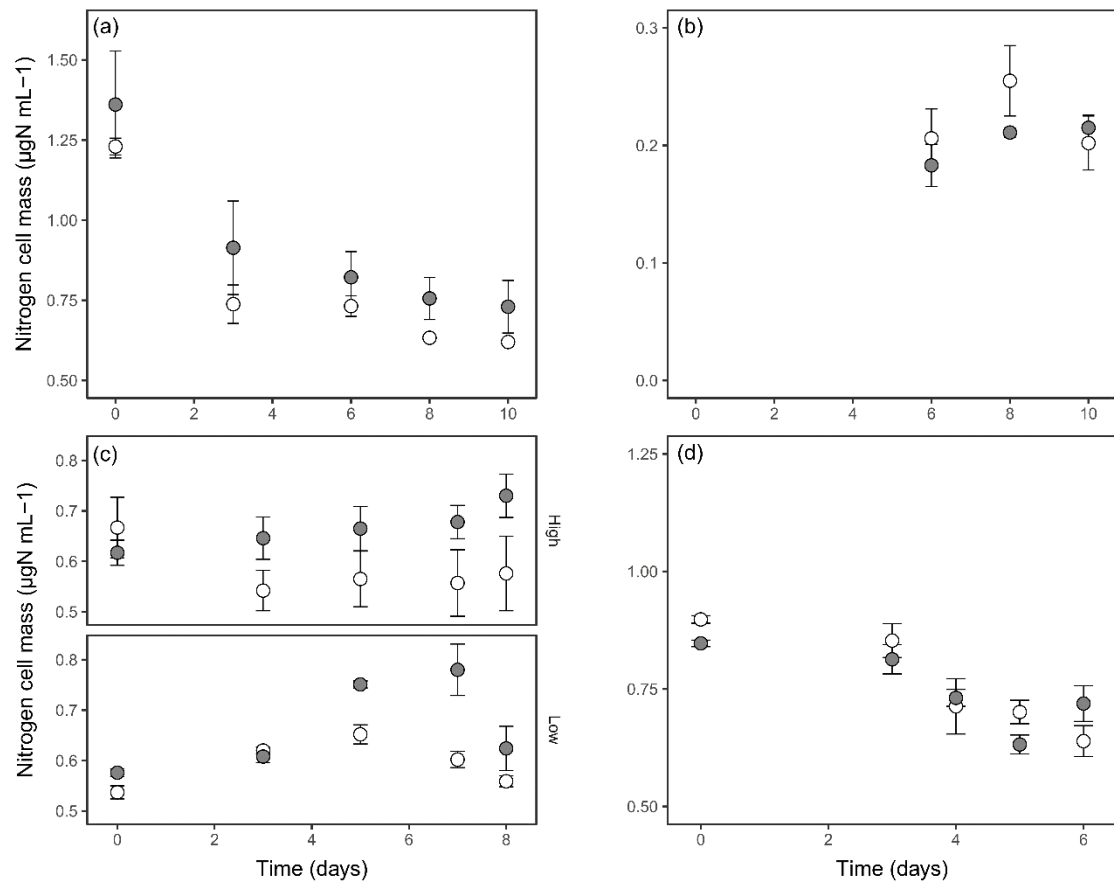 (a)
1.50
1.25
1.00
0.75
0.50
0 2 4 6 8 10
Nitrogen cell mass (µgN mL−1)
(b)
0.3
0.2
0.1
0.0
0 2 4 6 8 10
(c)
0.8
0.7
0.6
0.5
High
0.8
0.7
0.6
0.5
Low
0 2 4 6 8
Time (days)
Nitrogen cell mass (µgN mL−1)
(d)
1.25
1.00
0.75
0.50
0 2 4 6
Time (days)